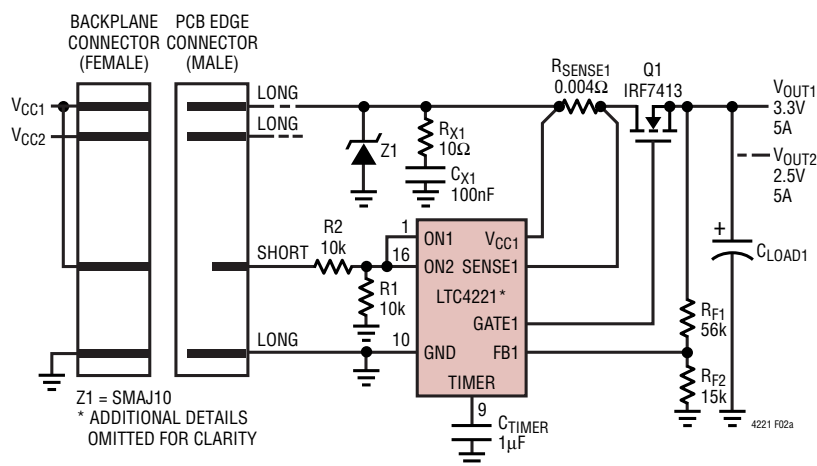 BACKPLANE
CONNECTOR
(FEMALE)
PCB EDGE
CONNECTOR
(MALE)
VCC1
VCC2
LONG
LONG
SHORT
LONG
Z1
RX1
10Ω
CX1
100nF
RSENSE1
0.004Ω
Q1
IRF7413
VOUT1
3.3V
5A
VOUT2
2.5V
5A
R2
10k
R1
10k
1
16
10
ON1
VCC1
ON2
SENSE1
LTC4221*
GATE1
GND
FB1
TIMER
9
CTIMER
1µF
+
CLOAD1
RF1
56k
RF2
15k
Z1 = SMAJ10
* ADDITIONAL DETAILS
OMITTED FOR CLARITY
4221 F02a